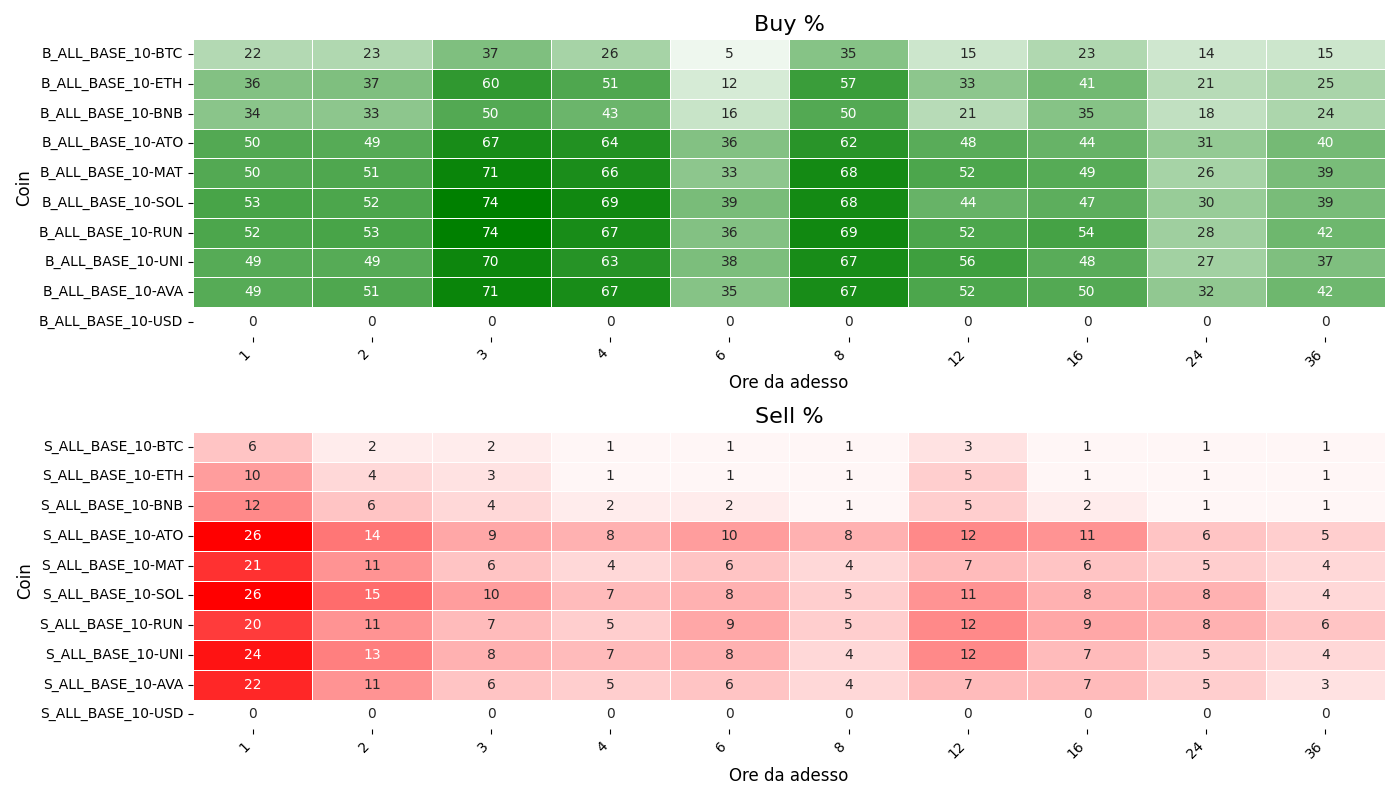 Buy %
Coin
B_ALL_BASE_10-BTC 22 23 37 26 5 35 15 23 14 15
B_ALL_BASE_10-ETH 36 37 60 51 12 57 33 41 21 25
B_ALL_BASE_10-BNB 34 33 50 43 16 50 21 35 18 24
B_ALL_BASE_10-ATO 50 49 67 64 36 62 48 44 31 40
B_ALL_BASE_10-MAT 50 51 71 66 33 68 52 49 26 39
B_ALL_BASE_10-SOL 53 52 74 69 39 68 44 47 30 39
B_ALL_BASE_10-RUN 52 53 74 67 36 69 52 54 28 42
B_ALL_BASE_10-UNI 49 49 70 63 38 67 56 48 27 37
B_ALL_BASE_10-AVA 49 51 71 67 35 67 52 50 32 42
B_ALL_BASE_10-USD 0 0 0 0 0 0 0 0 0 0
1 2 3 4 6 8 12 16 24 36
Ore da adesso
Sell %
Coin
S_ALL_BASE_10-BTC 6 2 2 1 1 1 3 1 1 1
S_ALL_BASE_10-ETH 10 4 3 1 1 1 5 1 1 1
S_ALL_BASE_10-BNB 12 6 4 2 2 1 5 2 1 1
S_ALL_BASE_10-ATO 26 14 9 8 10 8 12 11 6 5
S_ALL_BASE_10-MAT 21 11 6 4 6 4 7 6 5 4
S_ALL_BASE_10-SOL 26 15 10 7 8 5 11 8 8 4
S_ALL_BASE_10-RUN 20 11 7 5 9 5 12 9 8 6
S_ALL_BASE_10-UNI 24 13 8 7 8 4 12 7 5 4
S_ALL_BASE_10-AVA 22 11 6 5 6 4 7 7 5 3
S_ALL_BASE_10-USD 0 0 0 0 0 0 0 0 0 0
1 2 3 4 6 8 12 16 24 36
Ore da adesso